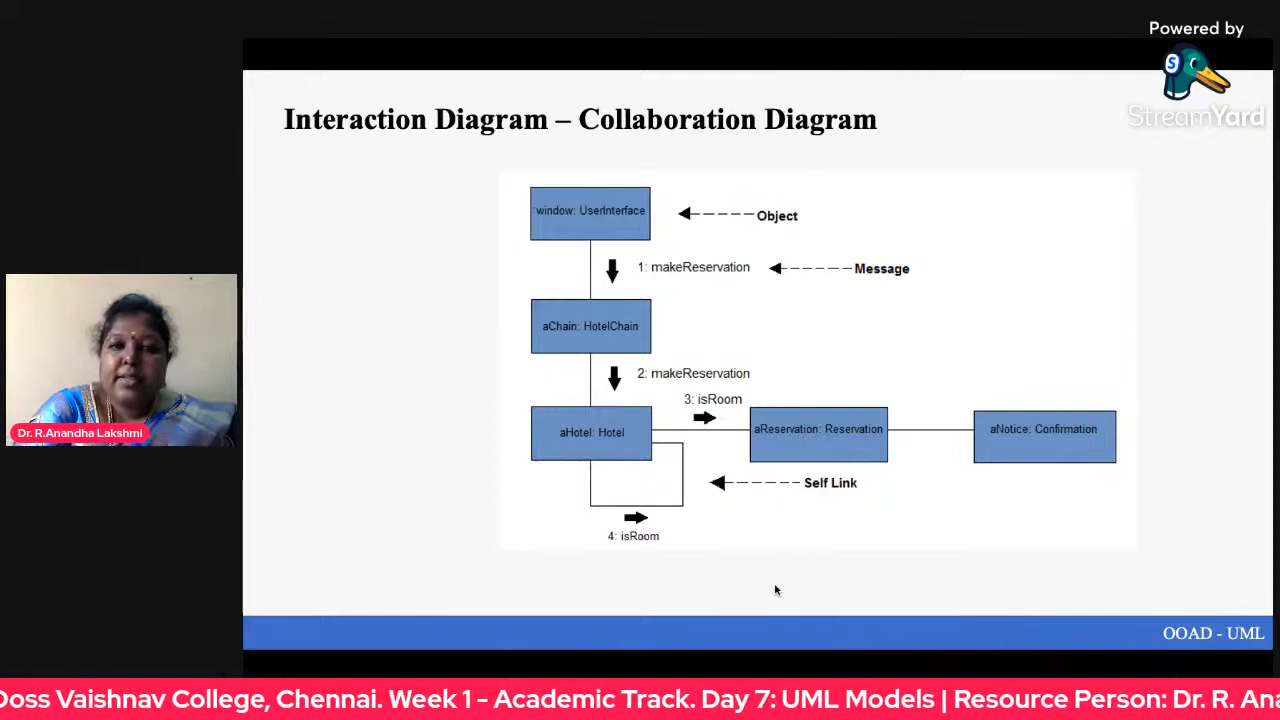 Powered by
S
StreamYard
Interaction Diagram – Collaboration Diagram
window: UserInterface
Object
1: makeReservation
Message
aChain: HotelChain
2: makeReservation
3: isRoom
aHotel: Hotel
aReservation: Reservation
aNotice: Confirmation
Self Link
4: isRoom
Dr. R.Anandha Lakshmi
OOAD - UML
Doss Vaishnav College, Chennai. Week 1 - Academic Track. Day 7: UML Models | Resource Person: Dr. R. Ana